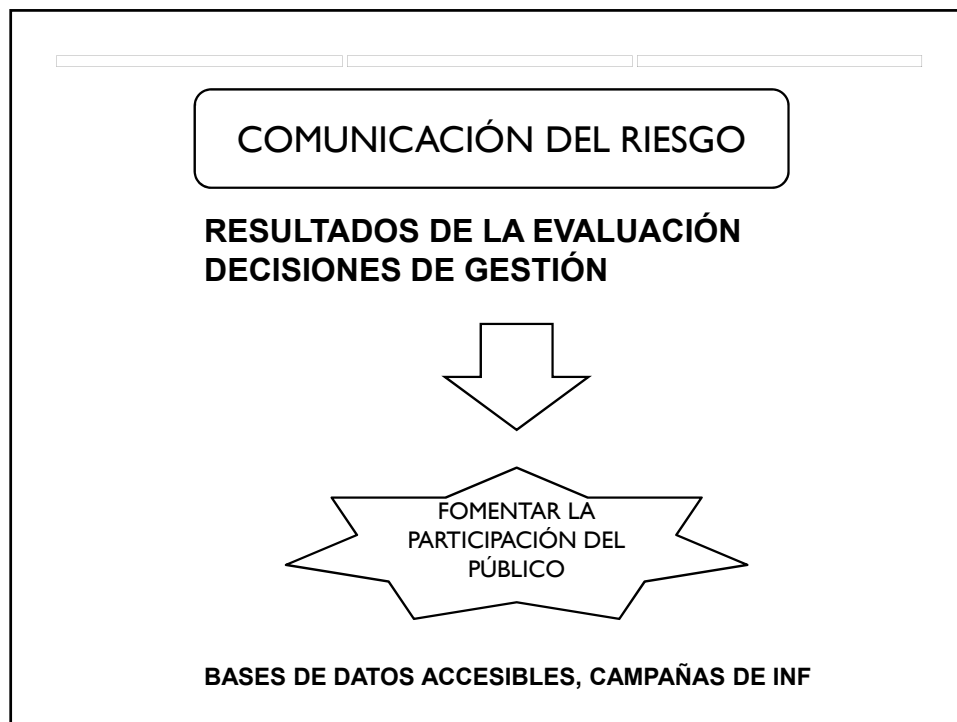 COMUNICACIÓN DEL RIESGO
RESULTADOS DE LA EVALUACIÓN
DECISIONES DE GESTIÓN
FOMENTAR LA
PARTICIPACIÓN DEL
PÚBLICO
BASES DE DATOS ACCESIBLES, CAMPAÑAS DE INF